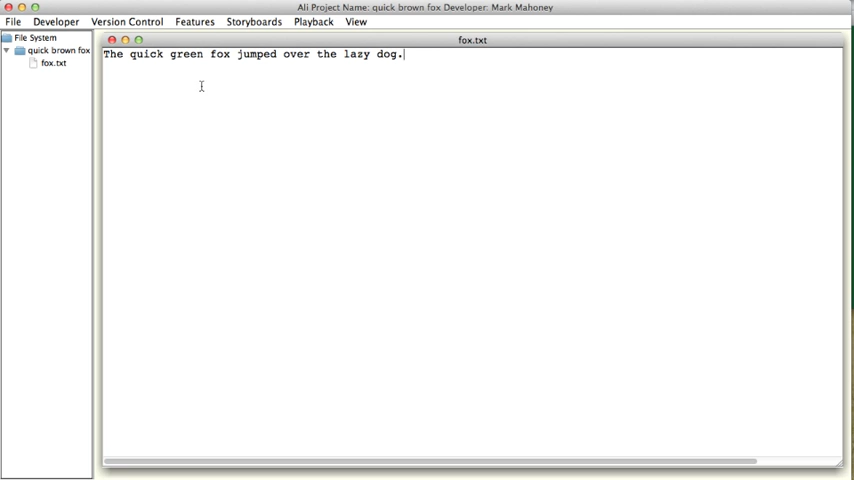 Ali Project Name: quick brown fox Developer: Mark Mahoney
File Developer Version Control Features Storyboards Playback View
File System
quick brown fox
fox.txt
fox.txt
The quick green fox jumped over the lazy dog.